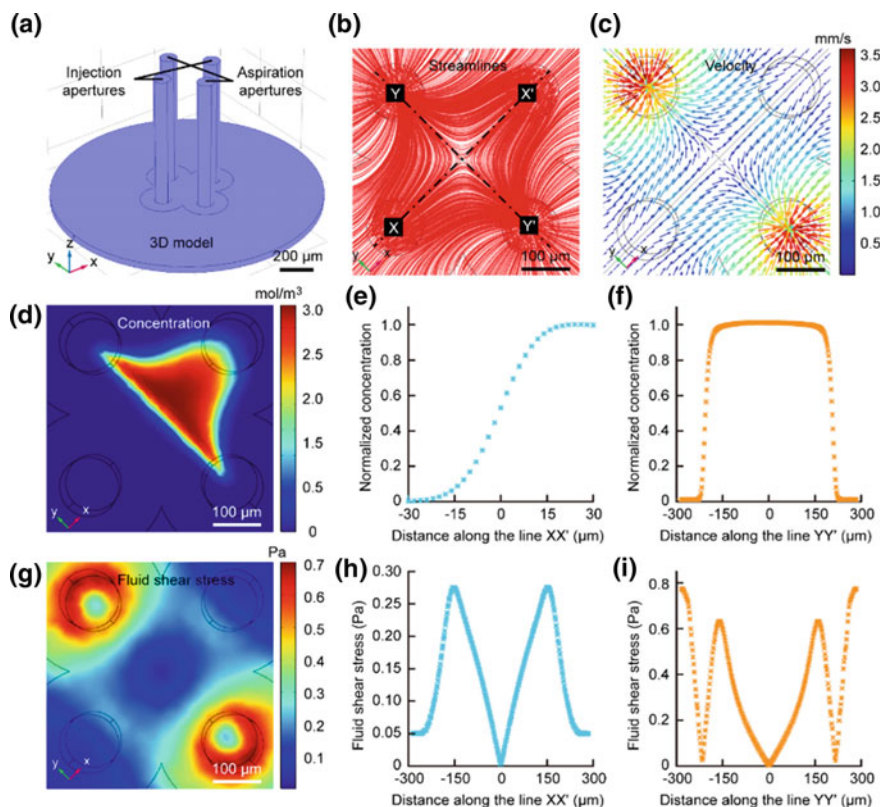 (a)
Injection apertures
Aspiration apertures
3D model
z
y
x
200 µm
(b)
Streamlines
Y
X'
X
Y'
y
x
100 µm
(c)
mm/s
Velocity
3.5
3.0
2.5
2.0
1.5
1.0
0.5
y
x
100 µm
(d)
mol/m³
Concentration
3.0
2.5
2.0
1.5
1.0
0
y
x
100 µm
(e)
Normalized concentration
1.0
0.8
0.6
0.4
0.2
0
-30
-15
0
15
30
Distance along the line XX' (µm)
(f)
Normalized concentration
1.0
0.8
0.6
0.4
0.2
0
-300
-150
0
150
300
Distance along the line YY' (µm)
(g)
Pa
Fluid shear stress
0.7
0.6
0.5
0.4
0.3
0.2
0.1
y
x
100 µm
(h)
Fluid shear stress (Pa)
0.30
0.25
0.20
0.15
0.10
0.05
0
-300
-150
0
150
300
Distance along the line XX' (µm)
(i)
Fluid shear stress (Pa)
0.8
0.6
0.4
0.2
0
-300
-150
0
150
300
Distance along the line YY' (µm)